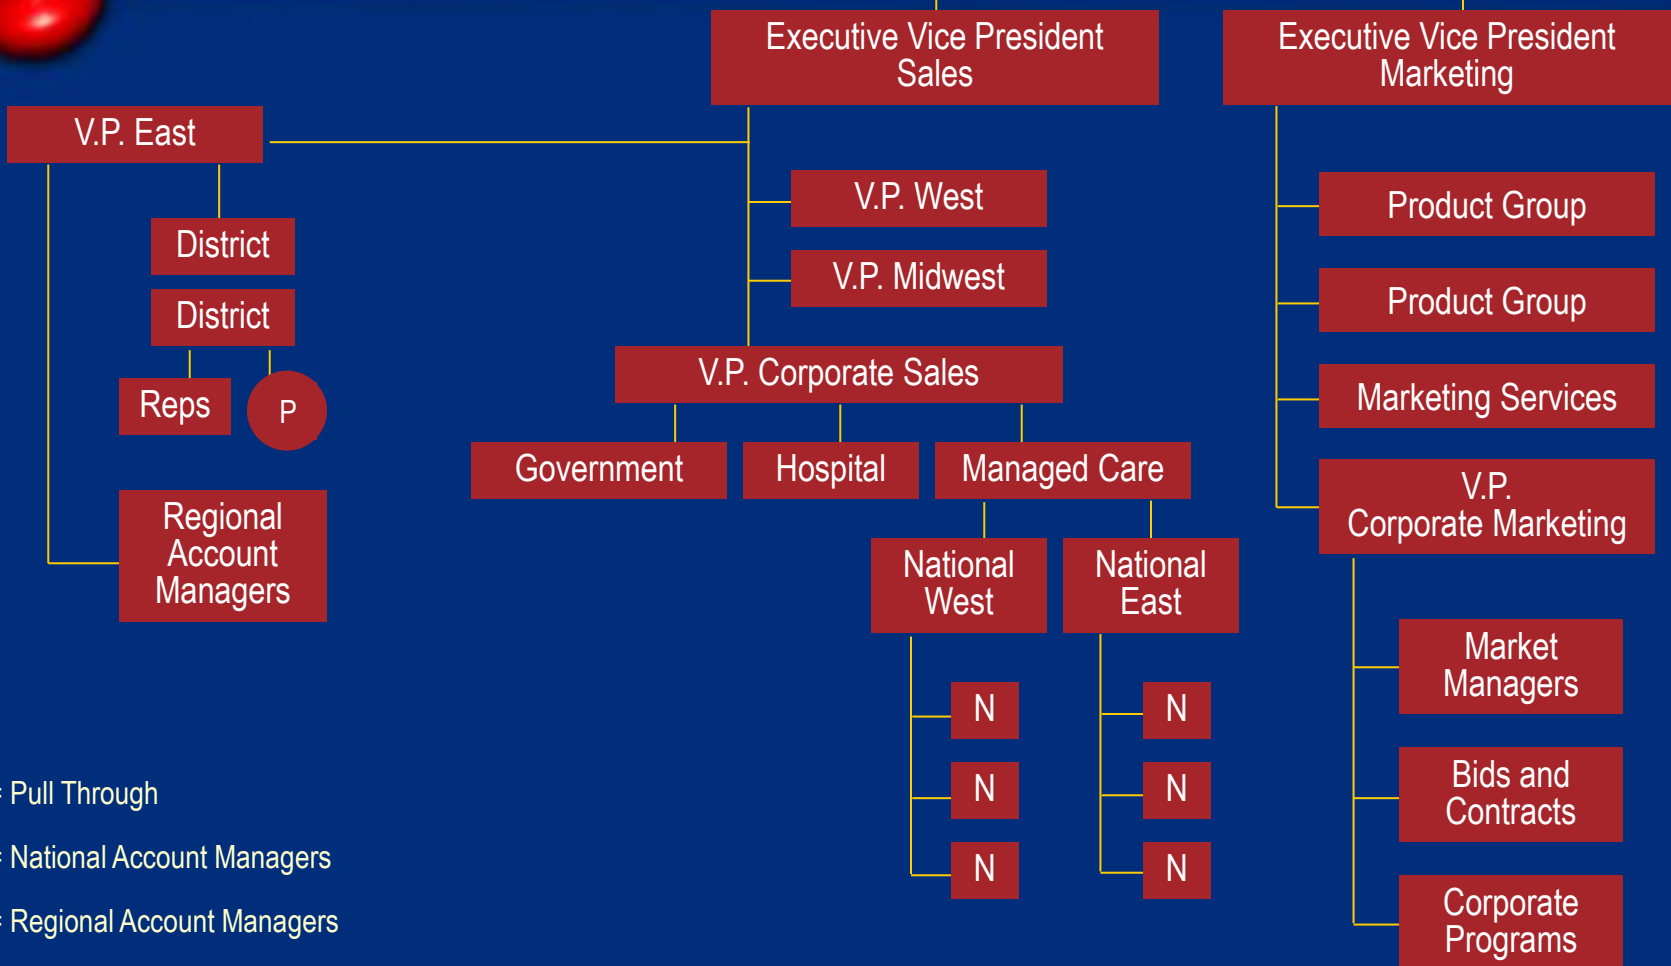 Executive Vice President
Sales
Executive Vice President
Marketing
V.P. East
District
District
Reps
P
Regional
Account
Managers
V.P. West
V.P. Midwest
V.P. Corporate Sales
Government
Hospital
Managed Care
National
West
National
East
N
N
N
N
N
N
Product Group
Product Group
Marketing Services
V.P.
Corporate Marketing
Market
Managers
Bids and
Contracts
Corporate
Programs
= Pull Through
= National Account Managers
= Regional Account Managers